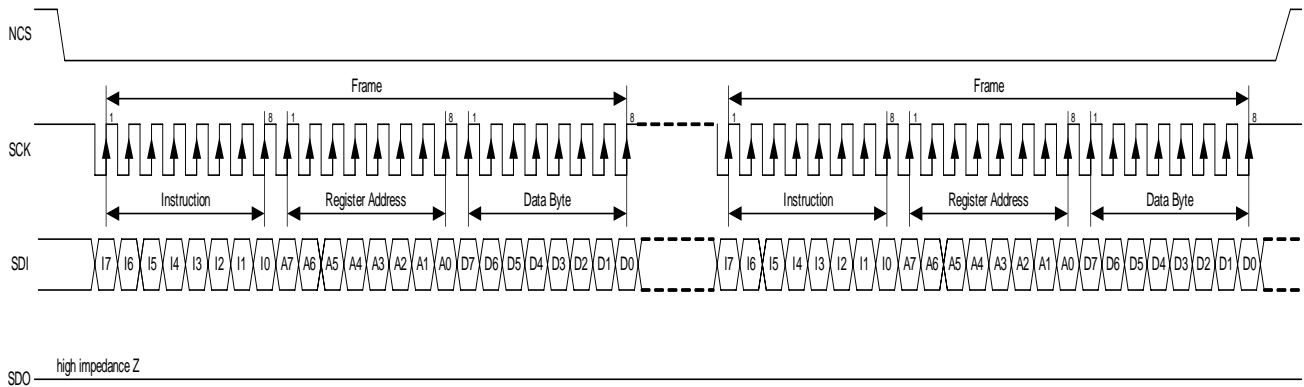 NCS
Frame Frame
1 8 1 8 1 8 1 8 1 8 1 8
SCK
Instruction Register Address Data Byte Instruction Register Address Data Byte
SDI I7 I6 I5 I4 I3 I2 I1 I0 A7 A6 A5 A4 A3 A2 A1 A0 D7 D6 D5 D4 D3 D2 D1 D0 I7 I6 I5 I4 I3 I2 I1 I0 A7 A6 A5 A4 A3 A2 A1 A0 D7 D6 D5 D4 D3 D2 D1 D0
high impedance Z
SDO